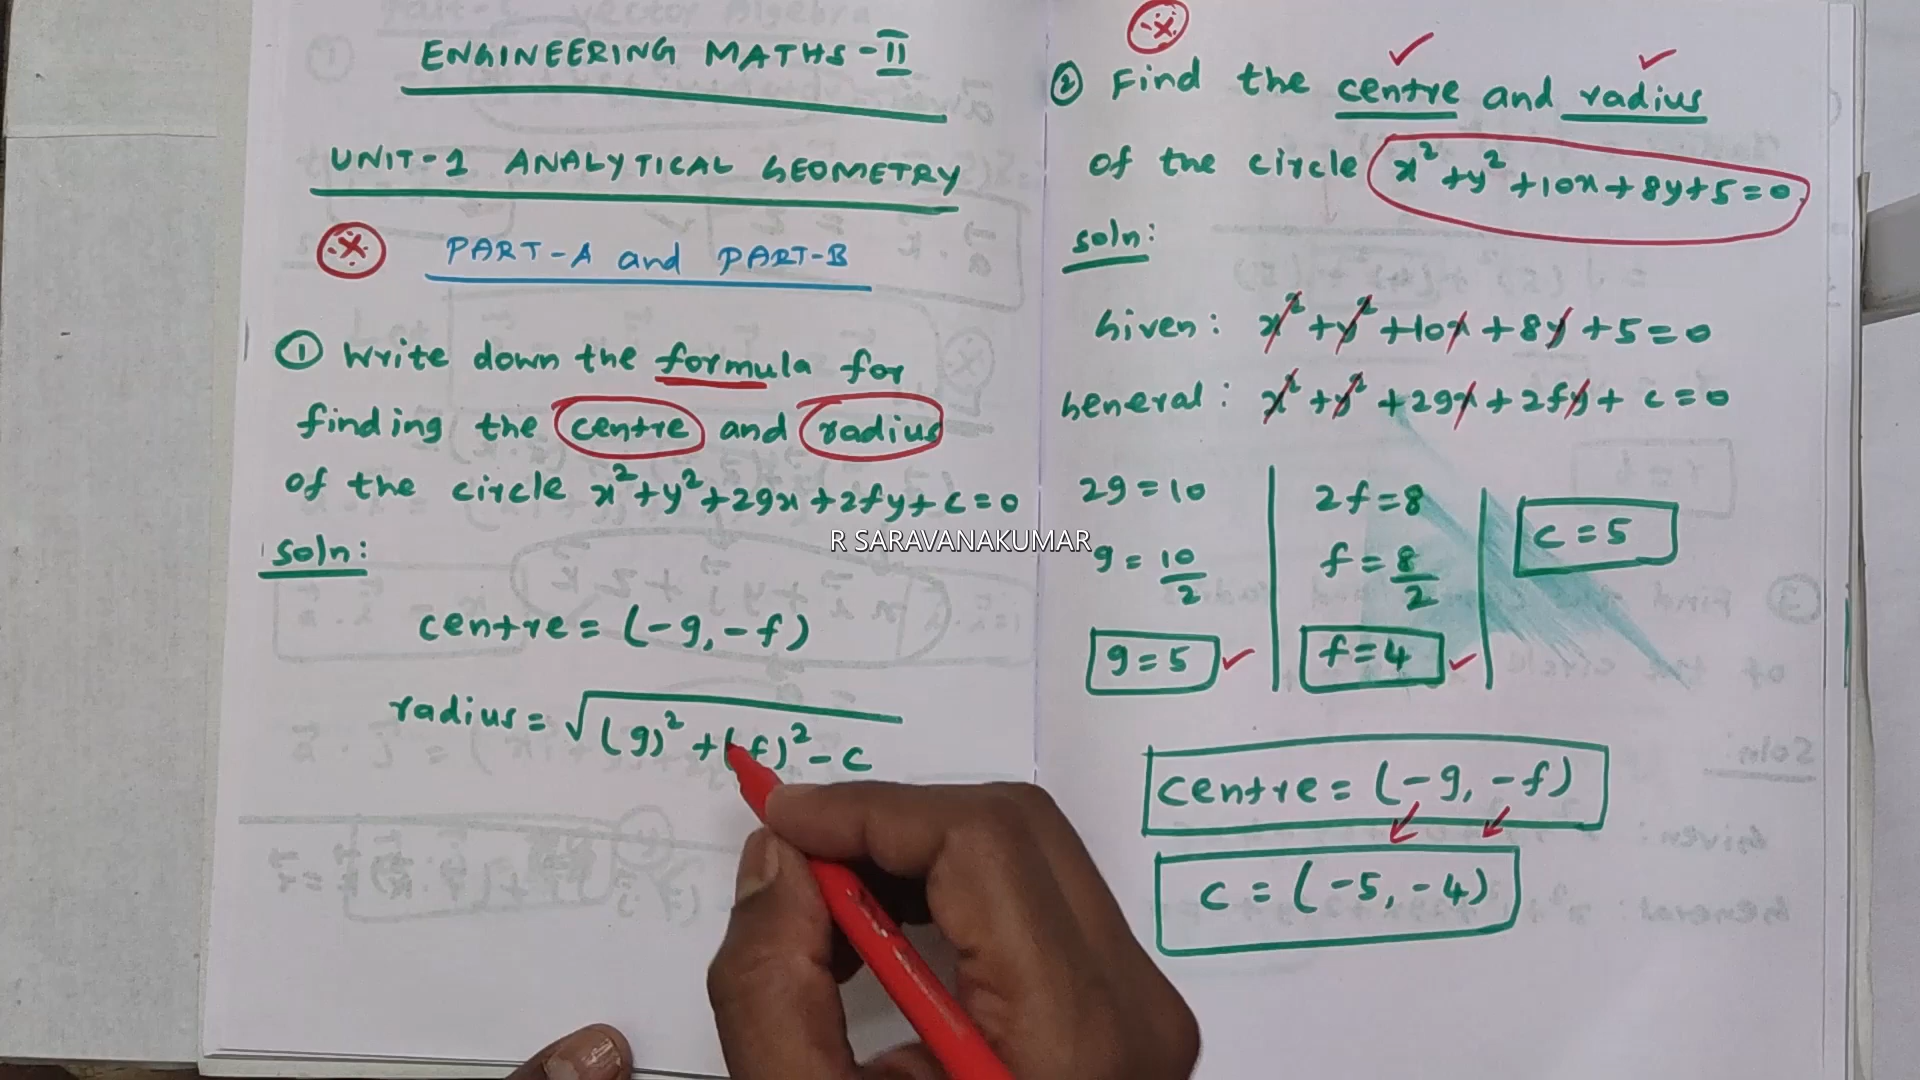 ENGINEERING MATHS-II
UNIT-1 ANALYTICAL GEOMETRY
PART-A and PART-B
① Write down the formula for
finding the centre and radius
of the circle x²+y²+2gx+2fy+c=0
soln:
centre = (-g, -f)
radius = √(g)²+(f)²-c
② Find the centre and radius
of the circle x²+y²+10x+8y+5=0
soln:
Given: x²+y²+10x+8y+5=0
General: x²+y²+2gx+2fy+c=0
2g=10
g=10/2
g=5
2f=8
f=8/2
f=4
c=5
centre = (-g, -f)
c = (-5, -4)
R SARAVANAKUMAR